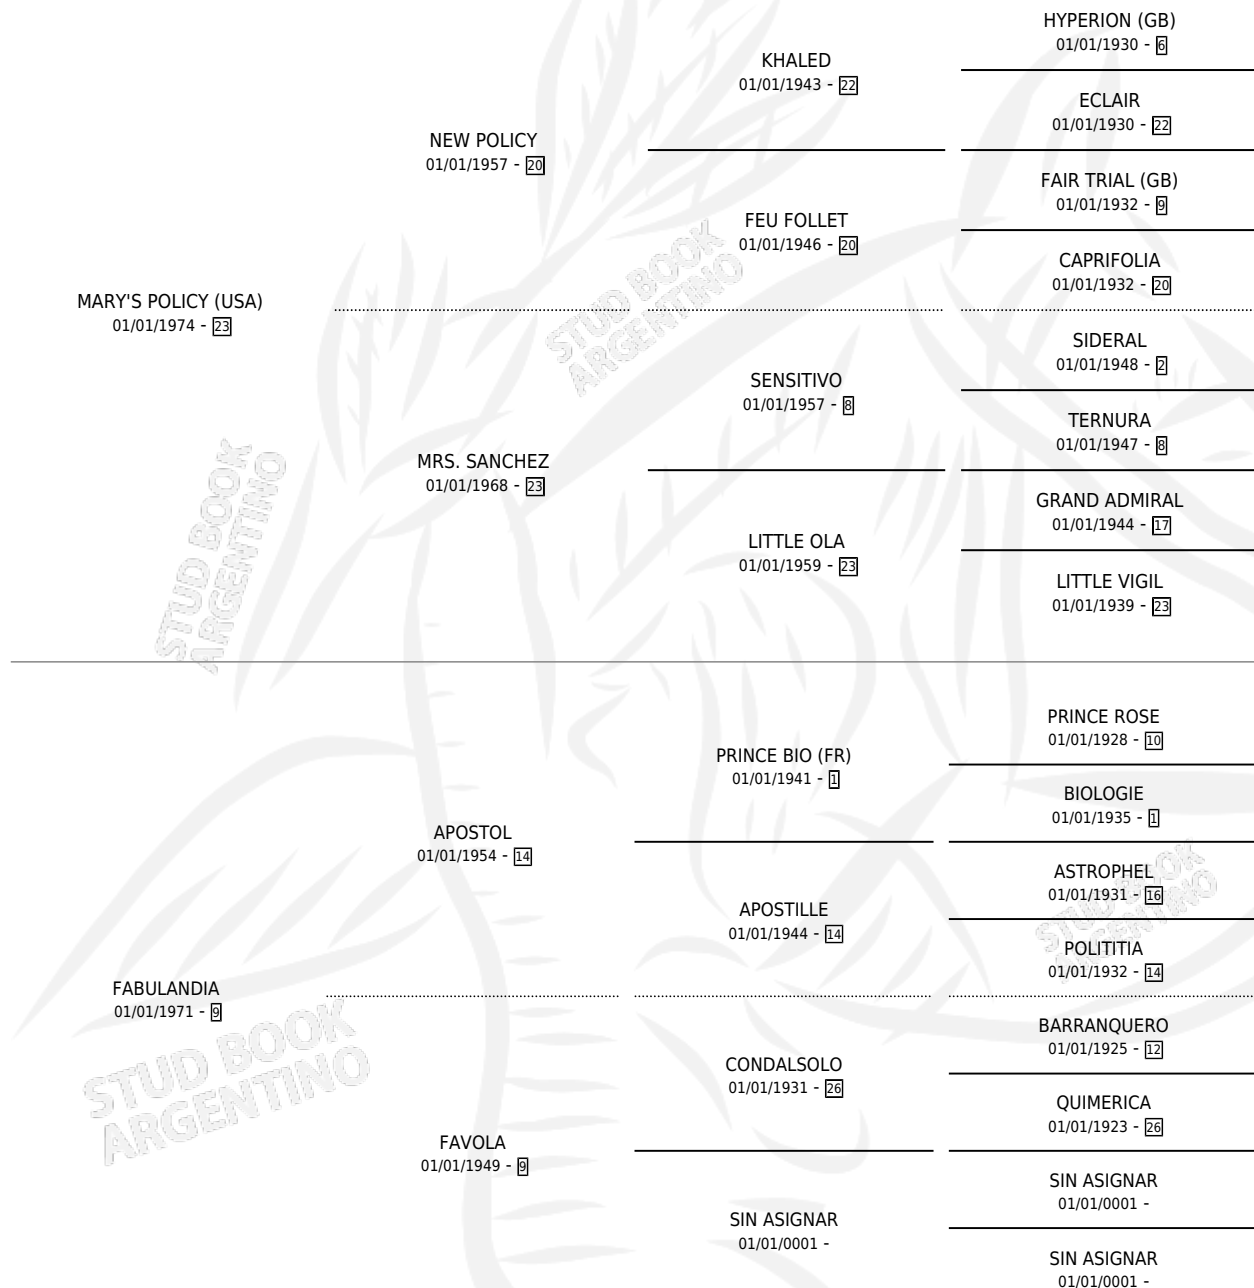 HYPERION (GB)
01/01/1930 - 6
KHALED
01/01/1943 - 22
ECLAIR
01/01/1930 - 22
NEW POLICY
01/01/1957 - 20
FAIR TRIAL (GB)
01/01/1932 - 9
FEU FOLLET
01/01/1946 - 20
CAPRIFOLIA
01/01/1932 - 20
MARY'S POLICY (USA)
01/01/1974 - 23
SIDERAL
01/01/1948 - 2
SENSITIVO
01/01/1957 - 8
TERNURA
01/01/1947 - 8
MRS. SANCHEZ
01/01/1968 - 23
GRAND ADMIRAL
01/01/1944 - 17
LITTLE OLA
01/01/1959 - 23
LITTLE VIGIL
01/01/1939 - 23
STUD BOOK
ARGENTINO
STUD BOOK
ARGENTINO
PRINCE ROSE
01/01/1928 - 10
PRINCE BIO (FR)
01/01/1941 - 1
BIOLOGIE
01/01/1935 - 1
APOSTOL
01/01/1954 - 14
ASTROPHEL
01/01/1931 - 16
APOSTILLE
01/01/1944 - 14
POLITITIA
01/01/1932 - 14
STUD BOOK
ARGENTINO
FABULANDIA
01/01/1971 - 9
BARRANQUERO
01/01/1925 - 12
CONDALSOLO
01/01/1931 - 26
QUIMERICA
01/01/1923 - 26
STUD BOOK
ARGENTINO
FAVOLA
01/01/1949 - 9
SIN ASIGNAR
01/01/0001 -
SIN ASIGNAR
01/01/0001 -
SIN ASIGNAR
01/01/0001 -